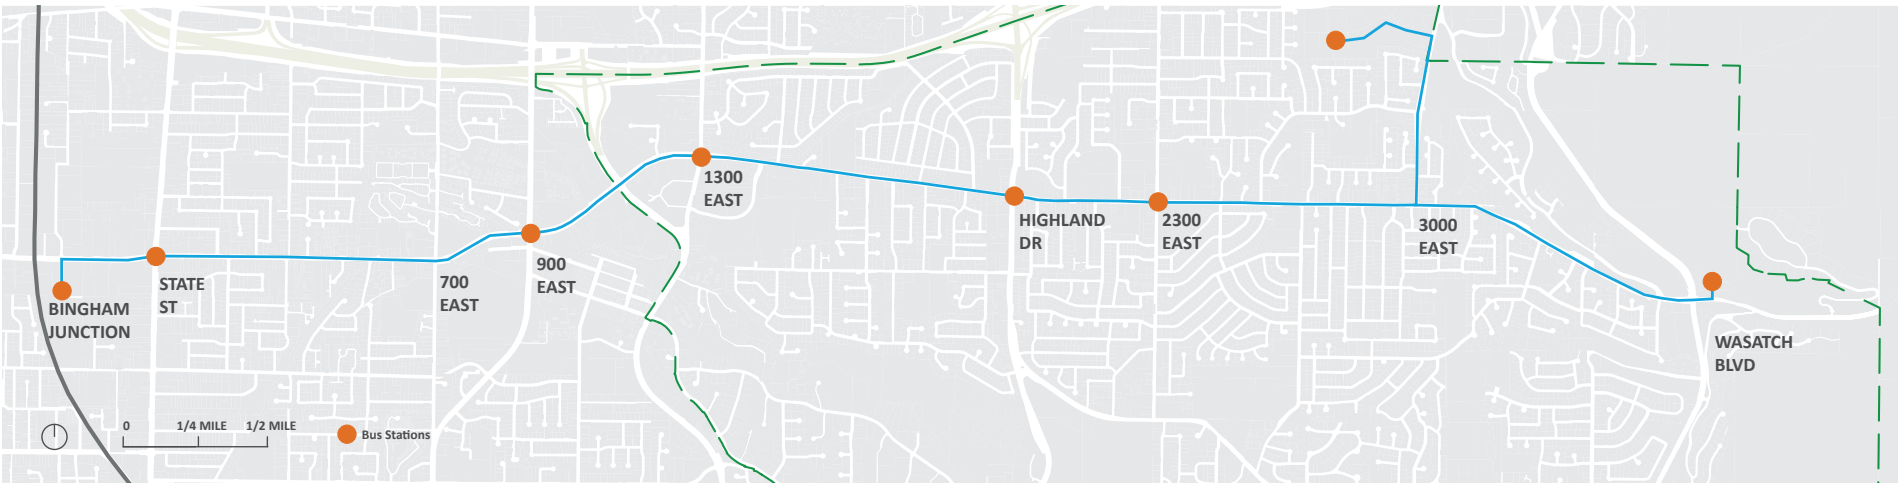 1300
EAST
HIGHLAND
DR
2300
EAST
3000
EAST
900
EAST
700
EAST
STATE
ST
BINGHAM
JUNCTION
WASATCH
BLVD
0 1/4 MILE 1/2 MILE
Bus Stations